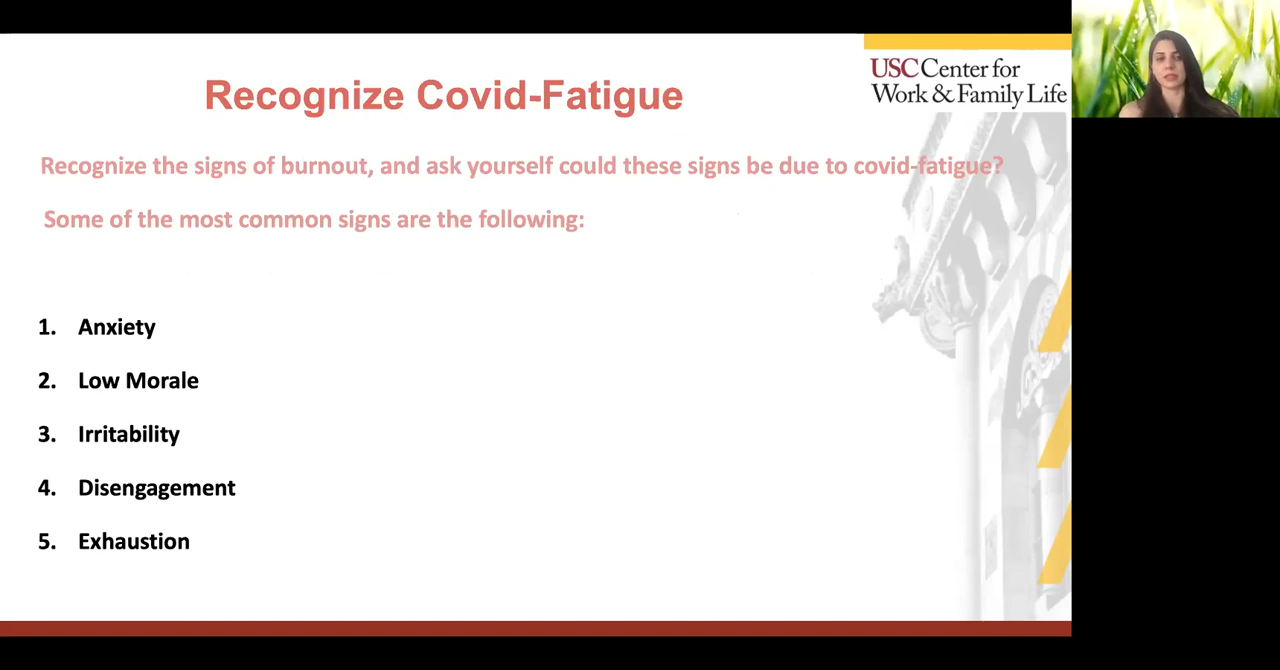 Recognize Covid-Fatigue
USC Center for
Work & Family Life
Recognize the signs of burnout, and ask yourself could these signs be due to covid-fatigue?
Some of the most common signs are the following:
1. Anxiety
2. Low Morale
3. Irritability
4. Disengagement
5. Exhaustion